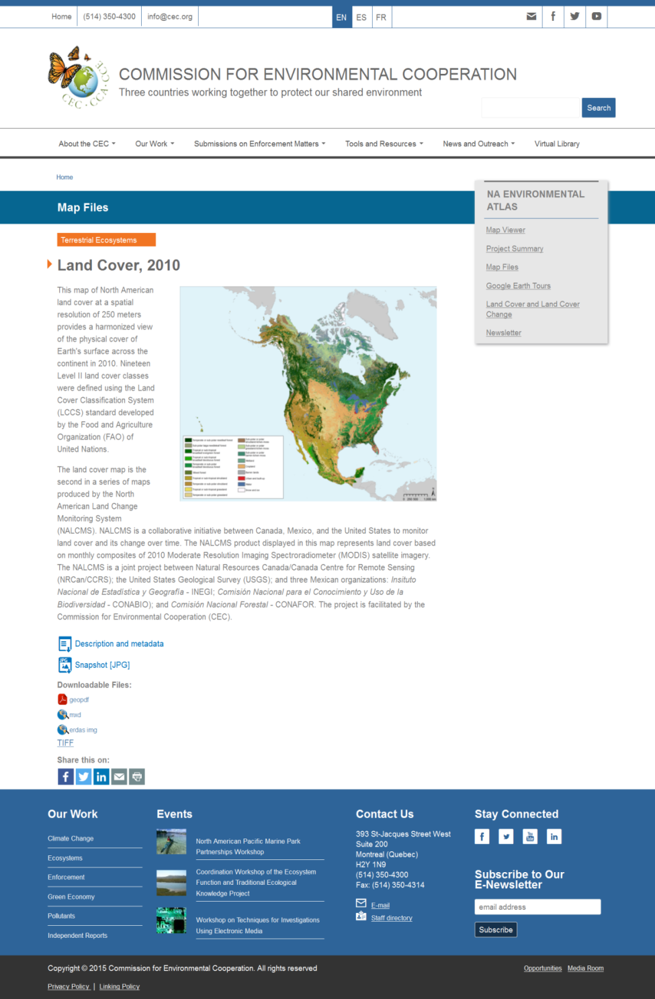 Home (514) 350-4300 info@cec.org EN ES FR
CEC · CCA · CCE
COMMISSION FOR ENVIRONMENTAL COOPERATION
Three countries working together to protect our shared environment
Search
About the CEC Our Work Submissions on Enforcement Matters Tools and Resources News and Outreach Virtual Library
Home
Map Files
NA ENVIRONMENTAL
ATLAS
Map Viewer
Project Summary
Map Files
Google Earth Tours
Land Cover and Land Cover
Change
Newsletter
Terrestrial Ecosystems
Land Cover, 2010
This map of North American
land cover at a spatial
resolution of 250 meters
provides a harmonized view
of the physical cover of
Earth's surface across the
continent in 2010. Nineteen
Level II land cover classes
were defined using the Land
Cover Classification System
(LCCS) standard developed
by the Food and Agriculture
Organization (FAO) of
United Nations.
The land cover map is the
second in a series of maps
produced by the North
American Land Change
Monitoring System
(NALCMS). NALCMS is a collaborative initiative between Canada, Mexico, and the United States to monitor
land cover and its change over time. The NALCMS product displayed in this map represents land cover based
on monthly composites of 2010 Moderate Resolution Imaging Spectroradiometer (MODIS) satellite imagery.
The NALCMS is a joint project between Natural Resources Canada/Canada Centre for Remote Sensing
(NRCan/CCRS); the United States Geological Survey (USGS); and three Mexican organizations: Insituto
Nacional de Estadística y Geografía - INEGI; Comisión Nacional para el Conocimiento y Uso de la
Biodiversidad - CONABIO); and Comisión Nacional Forestal - CONAFOR. The project is facilitated by the
Commission for Environmental Cooperation (CEC).
Description and metadata
Snapshot [JPG]
Downloadable Files:
geopdf
mxd
erdas img
TIFF
Share this on:
Our Work
Climate Change
Ecosystems
Enforcement
Green Economy
Pollutants
Independent Reports
Events
North American Pacific Marine Park
Partnerships Workshop
Coordination Workshop of the Ecosystem
Function and Traditional Ecological
Knowledge Project
Workshop on Techniques for Investigations
Using Electronic Media
Contact Us
393 St-Jacques Street West
Suite 200
Montreal (Quebec)
H2Y 1N9
(514) 350-4300
Fax: (514) 350-4314
E-mail
Staff directory
Stay Connected
Subscribe to Our
E-Newsletter
email address
Subscribe
Copyright © 2015 Commission for Environmental Cooperation. All rights reserved
Opportunities Media Room
Privacy Policy | Linking Policy